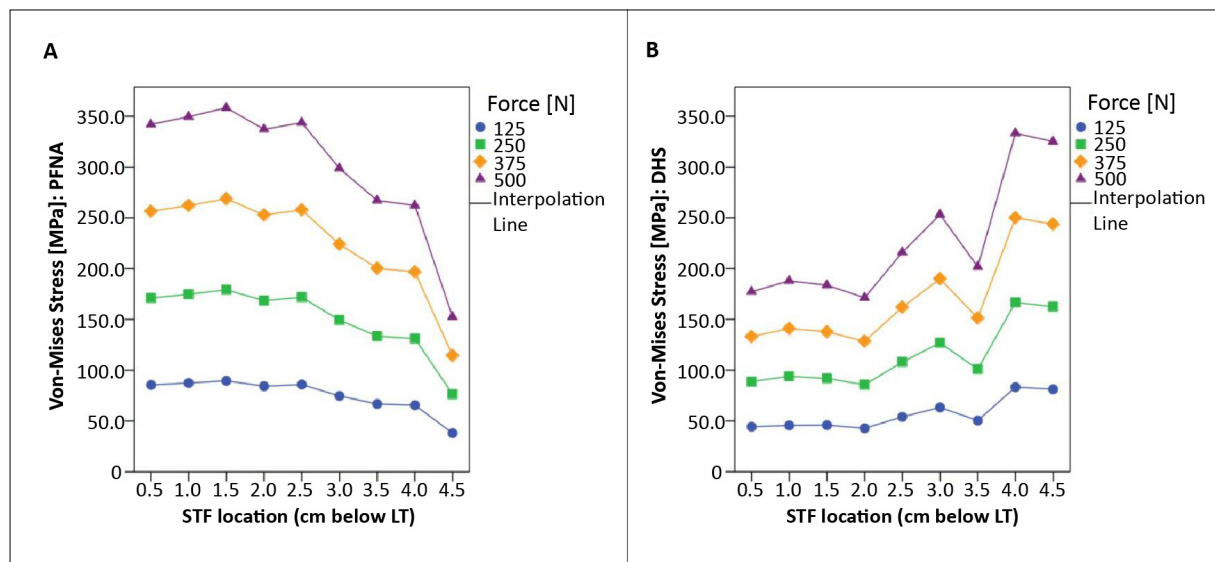 A
Von-Mises Stress [MPa]: PFNA
350.0
300.0
250.0
200.0
150.0
100.0
50.0
0
0.5 1.0 1.5 2.0 2.5 3.0 3.5 4.0 4.5
STF location (cm below LT)
Force [N]
125
250
375
500
Interpolation
Line
B
Von-Mises Stress [MPa]: DHS
350.0
300.0
250.0
200.0
150.0
100.0
50.0
0
0.5 1.0 1.5 2.0 2.5 3.0 3.5 4.0 4.5
STF location (cm below LT)
Force [N]
125
250
375
500
Interpolation
Line